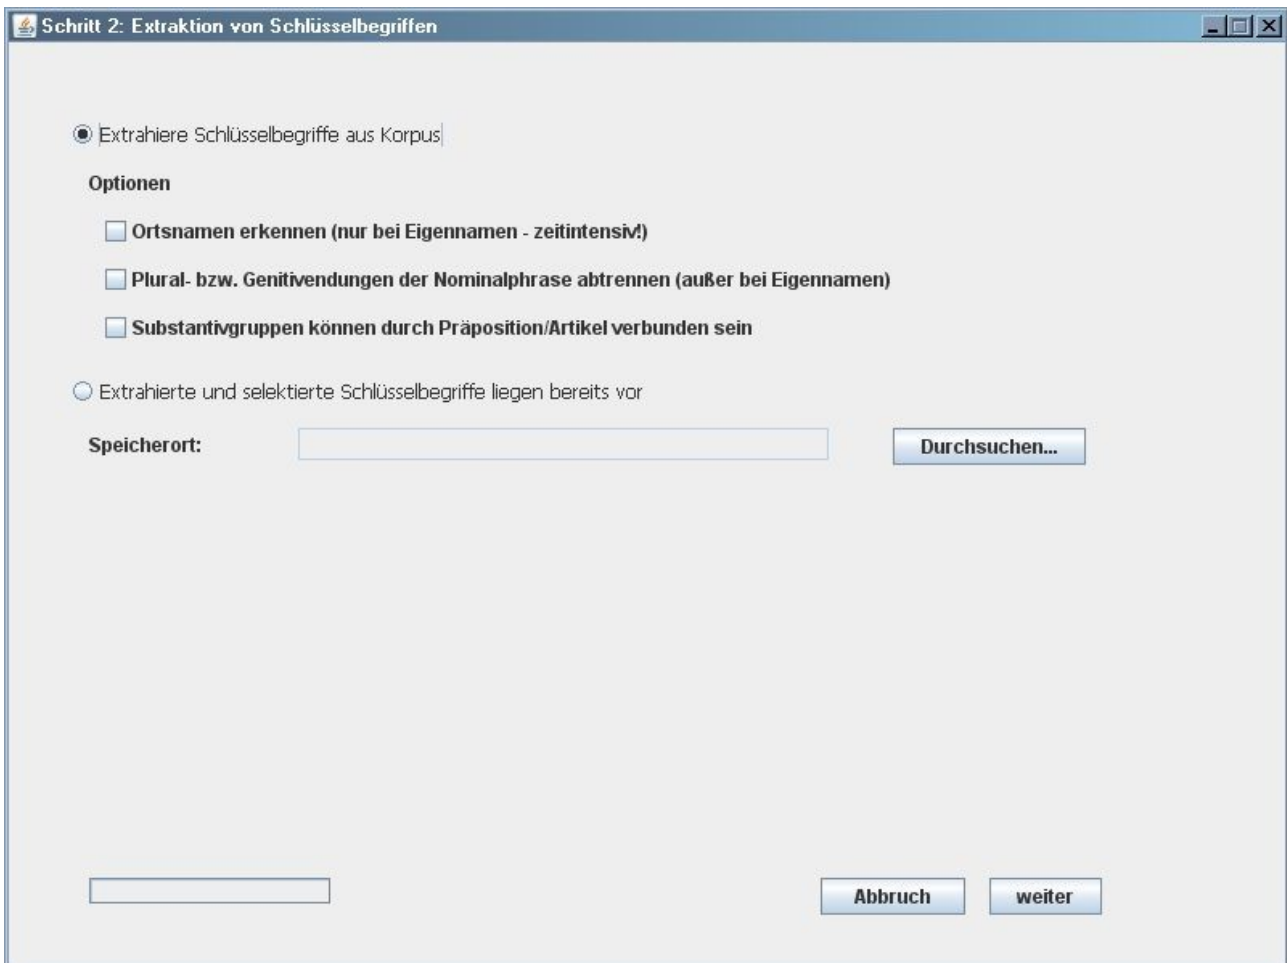 Schritt 2: Extraktion von Schlüsselbegriffen
Extrahiere Schlüsselbegriffe aus Korpus
Optionen
Ortsnamen erkennen (nur bei Eigennamen - zeitintensiv!)
Plural- bzw. Genitivendungen der Nominalphrase abtrennen (außer bei Eigennamen)
Substantivgruppen können durch Präposition/Artikel verbunden sein
Extrahierte und selektierte Schlüsselbegriffe liegen bereits vor
Speicherort: Durchsuchen...
Abbruch weiter